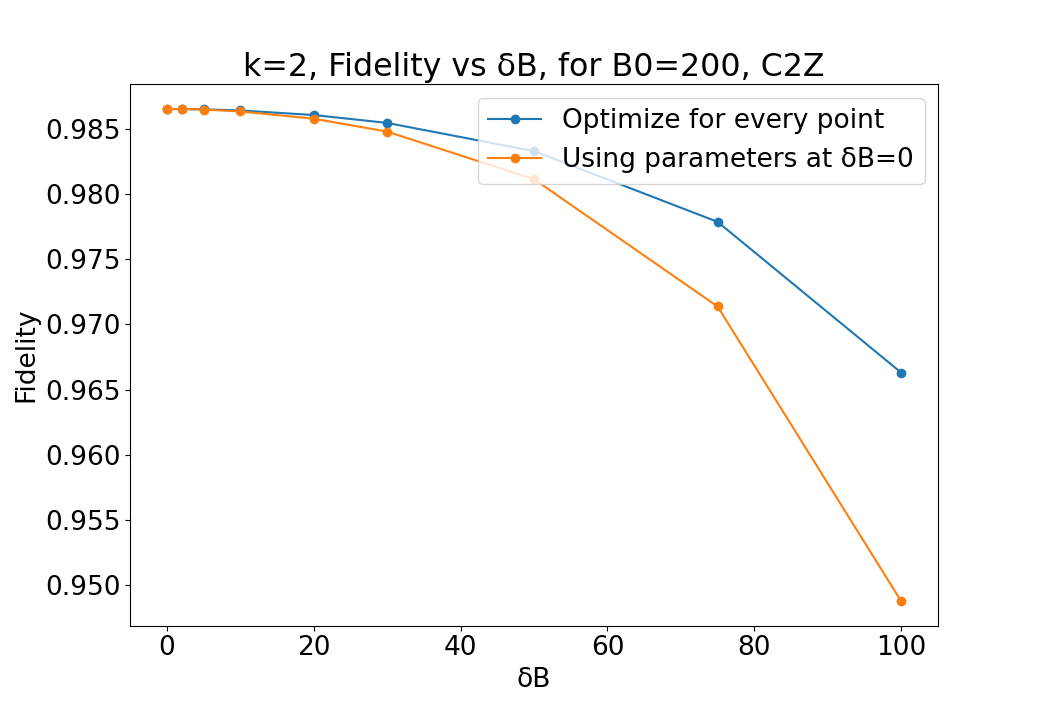 k=2, Fidelity vs δB, for B0=200, C2Z
Optimize for every point
Using parameters at δB=0
Fidelity
0.985
0.980
0.975
0.970
0.965
0.960
0.955
0.950
0 20 40 60 80 100
δB